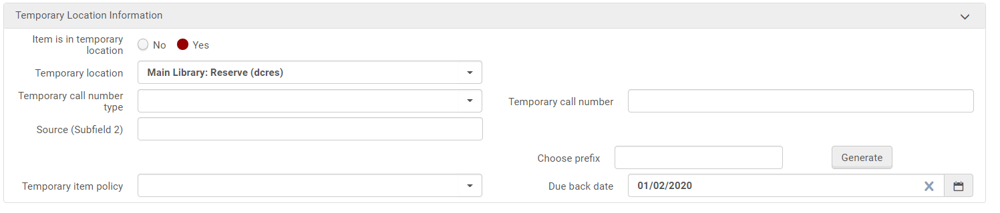 Temporary Location Information
Item is in temporary
location
No
Yes
Temporary location
Main Library: Reserve (dcres)
Temporary call number
type
Temporary call number
Source (Subfield 2)
Choose prefix
Generate
Temporary item policy
Due back date
01/02/2020